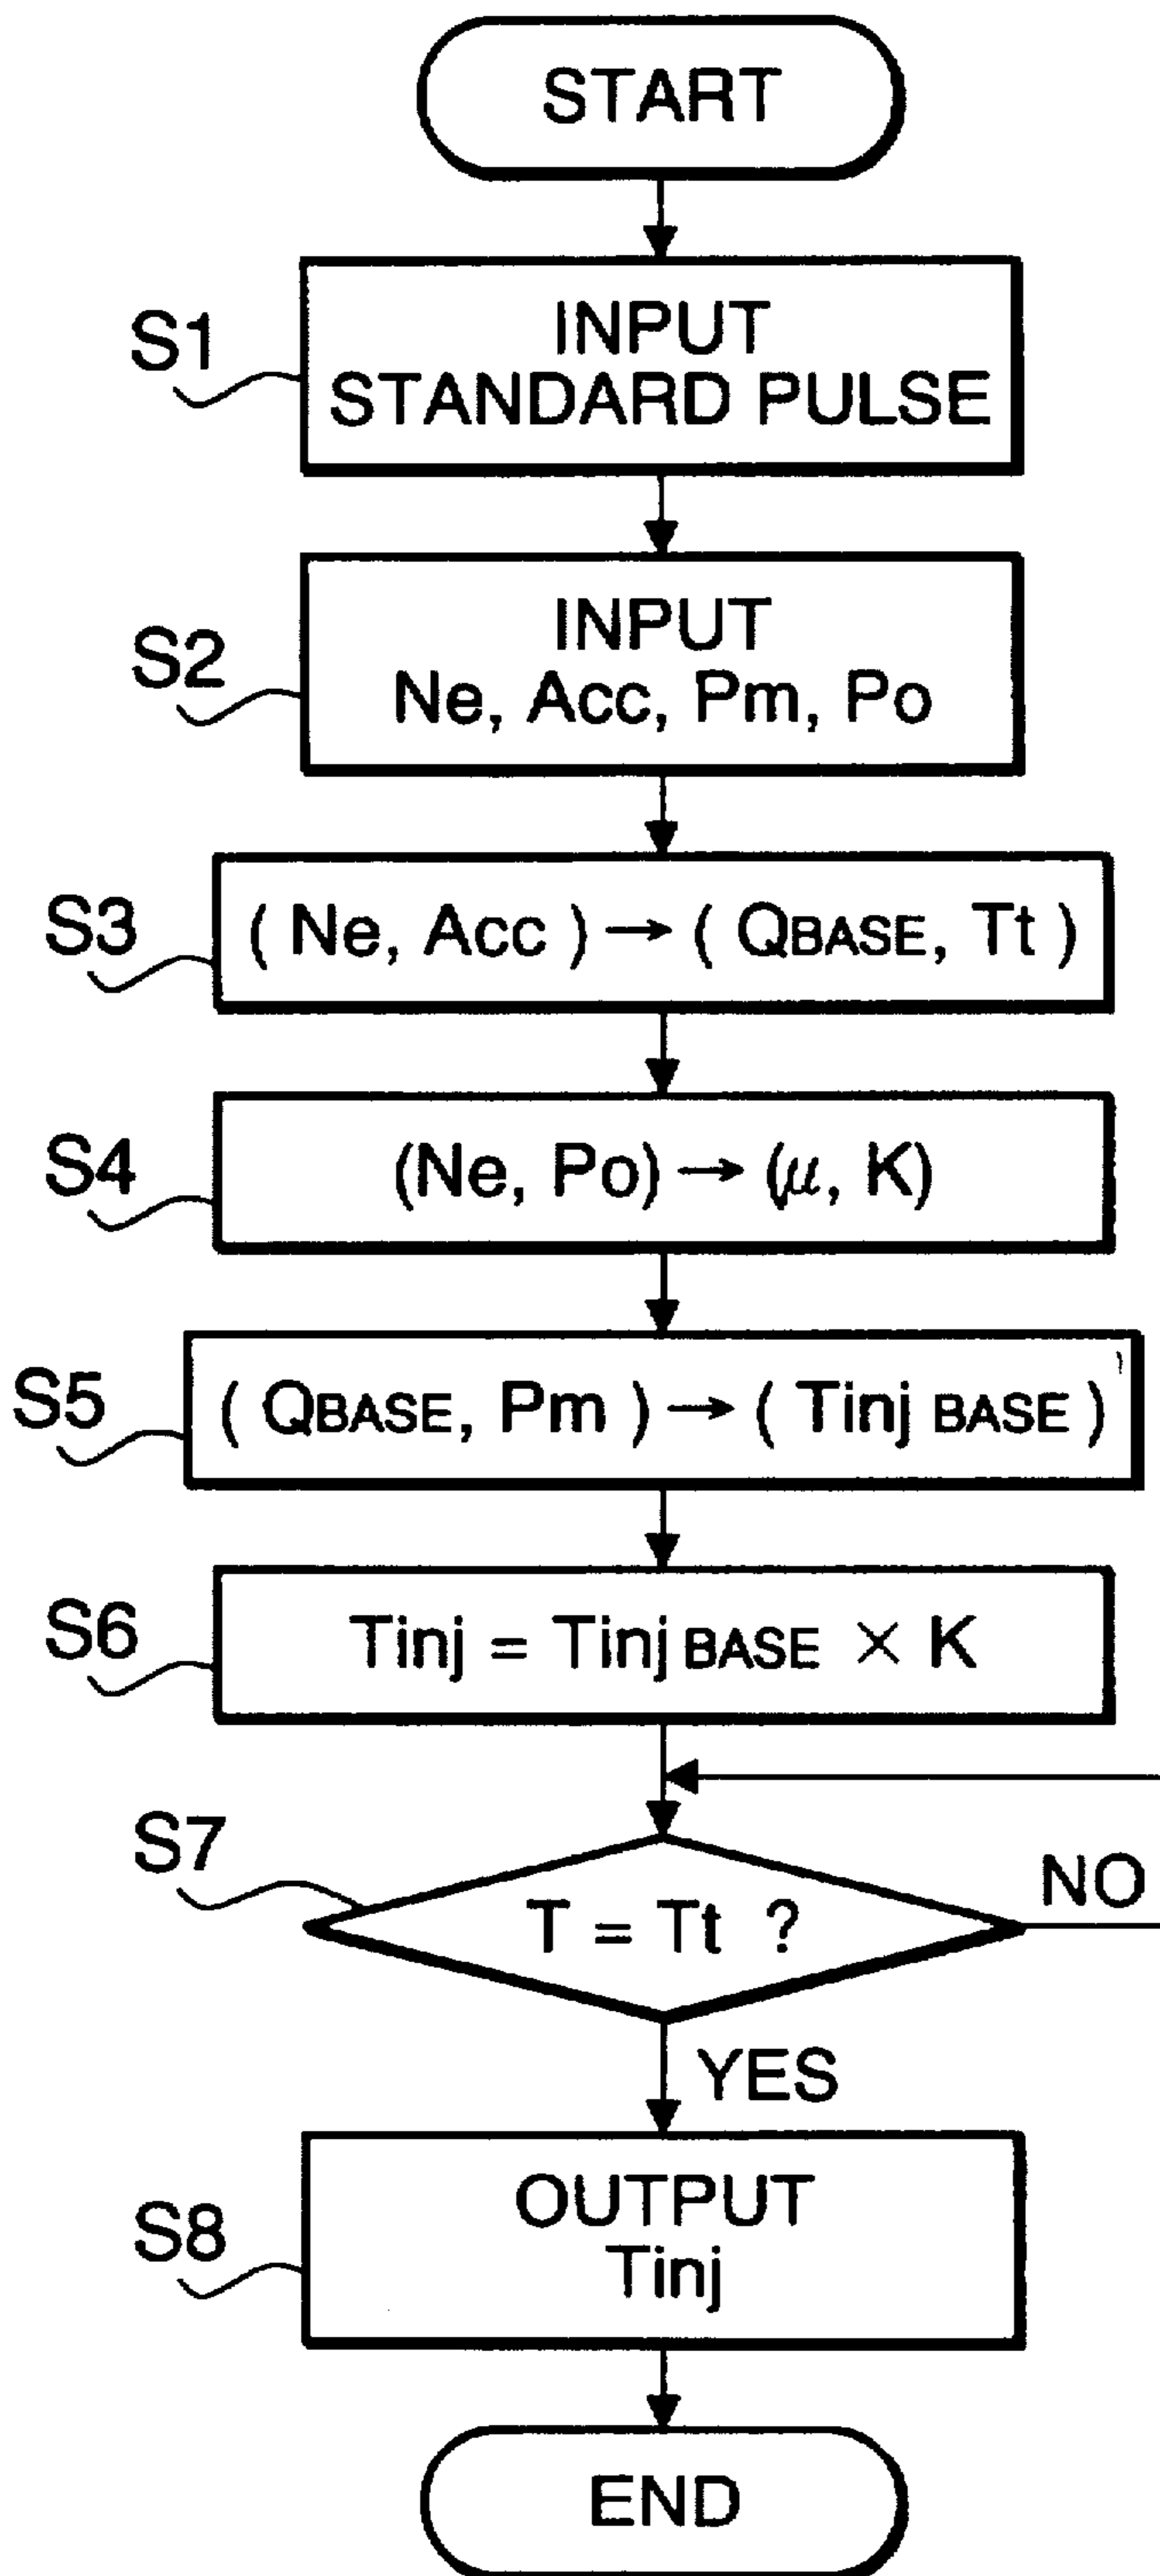 START
S1
INPUT
STANDARD PULSE
S2
INPUT
Ne, Acc, Pm, Po
S3
( Ne, Acc ) → ( QBASE, Tt )
S4
(Ne, Po) → (μ, K)
S5
( QBASE, Pm ) → ( Tinj BASE )
S6
Tinj = Tinj BASE × K
S7
T = Tt ?
NO
YES
S8
OUTPUT
Tinj
END